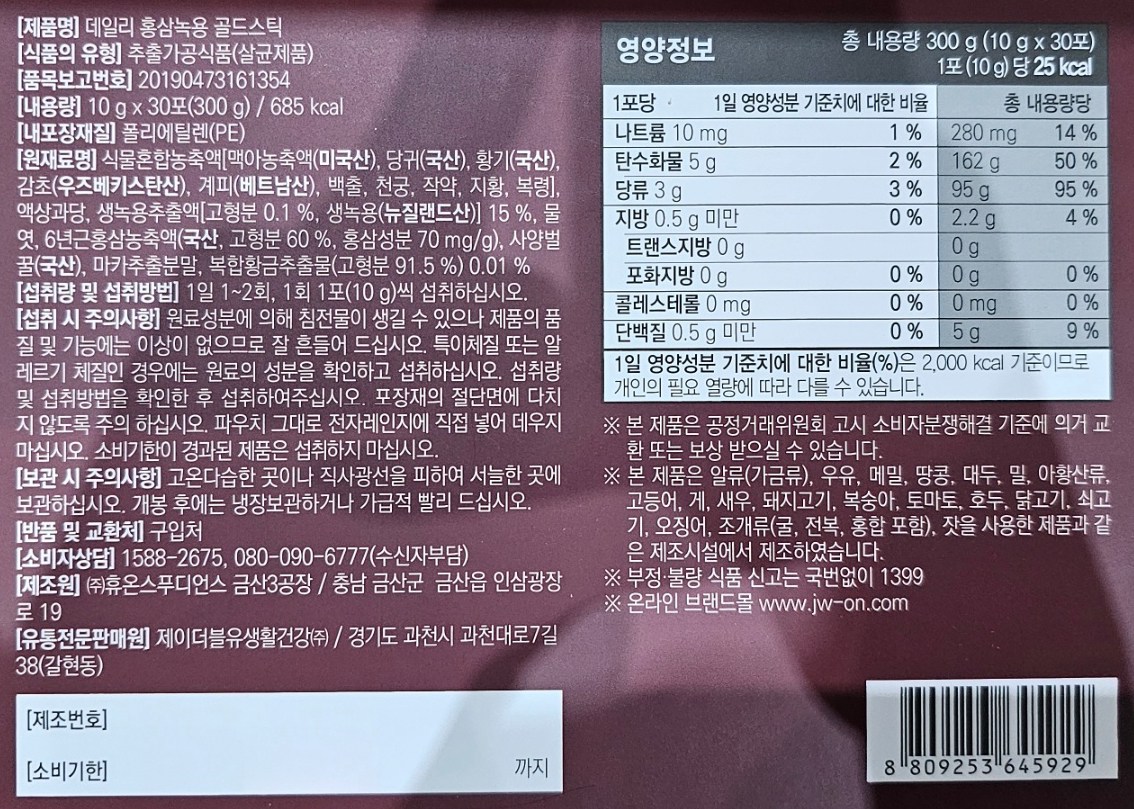 [제품명] 데일리 홍삼녹용 골드스틱
[식품의 유형] 추출가공식품(살균제품)
[품목보고번호] 20190473161354
[내용량] 10 g x 30포(300 g) / 685 kcal
[내포장재질] 폴리에틸렌(PE)
[원재료명] 식물혼합농축액[맥아농축액(미국산), 당귀(국산), 황기(국산),
감초(우즈베키스탄산), 계피(베트남산), 백출, 천궁, 작약, 지황, 복령],
액상과당, 생녹용추출액[고형분 0.1 %, 생녹용(뉴질랜드산)] 15 %, 물
엿, 6년근홍삼농축액(국산, 고형분 60 %, 홍삼성분 70 mg/g), 사양벌
꿀(국산), 마카추출분말, 복합황금추출물(고형분 91.5 %) 0.01 %
[섭취량 및 섭취방법] 1일 1~2회, 1회 1포(10 g)씩 섭취하십시오.
[섭취 시 주의사항] 원료성분에 의해 침전물이 생길 수 있으나 제품의 품
질 및 기능에는 이상이 없으므로 잘 흔들어 드십시오. 특이체질 또는 알
레르기 체질인 경우에는 원료의 성분을 확인하고 섭취하십시오. 섭취량
및 섭취방법을 확인한 후 섭취하여주십시오. 포장재의 절단면에 다치
지 않도록 주의 하십시오. 파우치 그대로 전자레인지에 직접 넣어 데우지
마십시오. 소비기한이 경과된 제품은 섭취하지 마십시오.
[보관 시 주의사항] 고온다습한 곳이나 직사광선을 피하여 서늘한 곳에
보관하십시오. 개봉 후에는 냉장보관하거나 가급적 빨리 드십시오.
[반품 및 교환처] 구입처
[소비자상담] 1588-2675, 080-090-6777(수신자부담)
[제조원] ㈜휴온스푸디언스 금산3공장 / 충남 금산군 금산읍 인삼광장
로 19
[유통전문판매원] 제이더블유생활건강㈜ / 경기도 과천시 과천대로7길
38(갈현동)
[제조번호]
[소비기한] 까지
영양정보 총 내용량 300 g (10 g x 30포)
1포 (10 g) 당 25 kcal
1포당 1일 영양성분 기준치에 대한 비율 총 내용량당
나트륨 10 mg 1 % 280 mg 14 %
탄수화물 5 g 2 % 162 g 50 %
당류 3 g 3 % 95 g 95 %
지방 0.5 g 미만 0 % 2.2 g 4 %
트랜스지방 0 g 0 g
포화지방 0 g 0 % 0 g 0 %
콜레스테롤 0 mg 0 % 0 mg 0 %
단백질 0.5 g 미만 0 % 5 g 9 %
1일 영양성분 기준치에 대한 비율(%)은 2,000 kcal 기준이므로
개인의 필요 열량에 따라 다를 수 있습니다.
※ 본 제품은 공정거래위원회 고시 소비자분쟁해결 기준에 의거 교
환 또는 보상 받으실 수 있습니다.
※ 본 제품은 알류(가금류), 우유, 메밀, 땅콩, 대두, 밀, 아황산류,
고등어, 게, 새우, 돼지고기, 복숭아, 토마토, 호두, 닭고기, 쇠고
기, 오징어, 조개류(굴, 전복, 홍합 포함), 잣을 사용한 제품과 같
은 제조시설에서 제조하였습니다.
※ 부정·불량 식품 신고는 국번없이 1399
※ 온라인 브랜드몰 www.jw-on.com
8 809253 645929